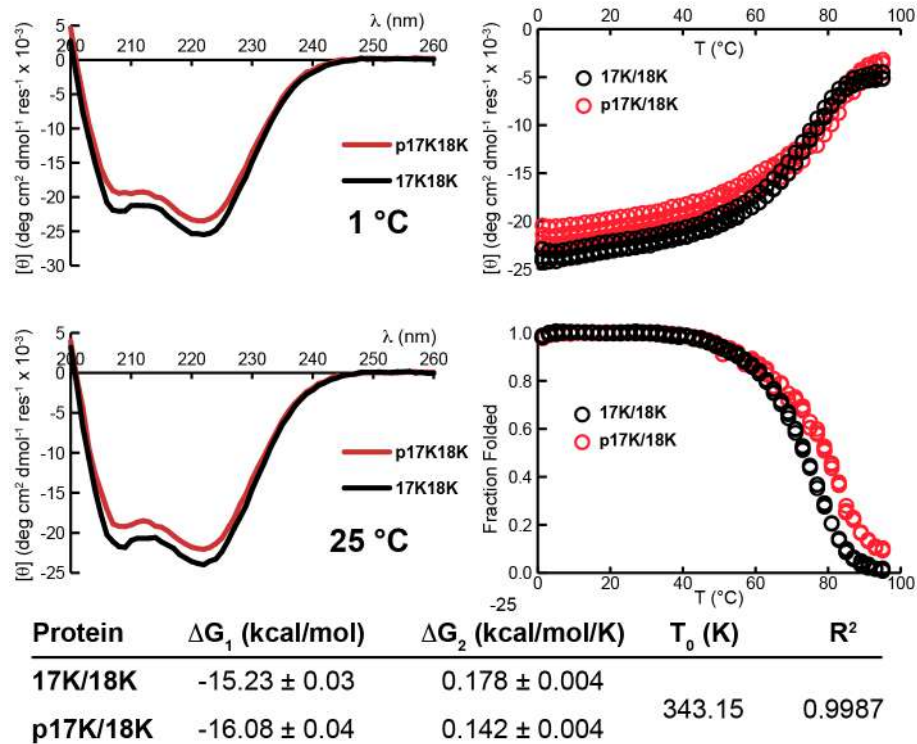 λ (nm)
5
0
-5
-10
-15
-20
-25
-30
200 210 220 230 240 250 260
[θ] (deg cm² dmol⁻¹ res⁻¹ x 10⁻³)
p17K18K
17K18K
1 °C
0 20 40 60 80 100
T (°C)
0
-5
-10
-15
-20
-25
[θ] (deg cm² dmol⁻¹ res⁻¹ x 10⁻³)
17K/18K
p17K/18K
λ (nm)
5
0
-5
-10
-15
-20
-25
200 210 220 230 240 250 260
[θ] (deg cm² dmol⁻¹ res⁻¹ x 10⁻³)
p17K18K
17K18K
25 °C
1.0
0.8
0.6
0.4
0.2
0.0
Fraction Folded
17K/18K
p17K/18K
0 20 40 60 80 100
T (°C)
-25
Protein ΔG₁ (kcal/mol) ΔG₂ (kcal/mol/K) T₀ (K) R²
17K/18K -15.23 ± 0.03 0.178 ± 0.004
343.15 0.9987
p17K/18K -16.08 ± 0.04 0.142 ± 0.004